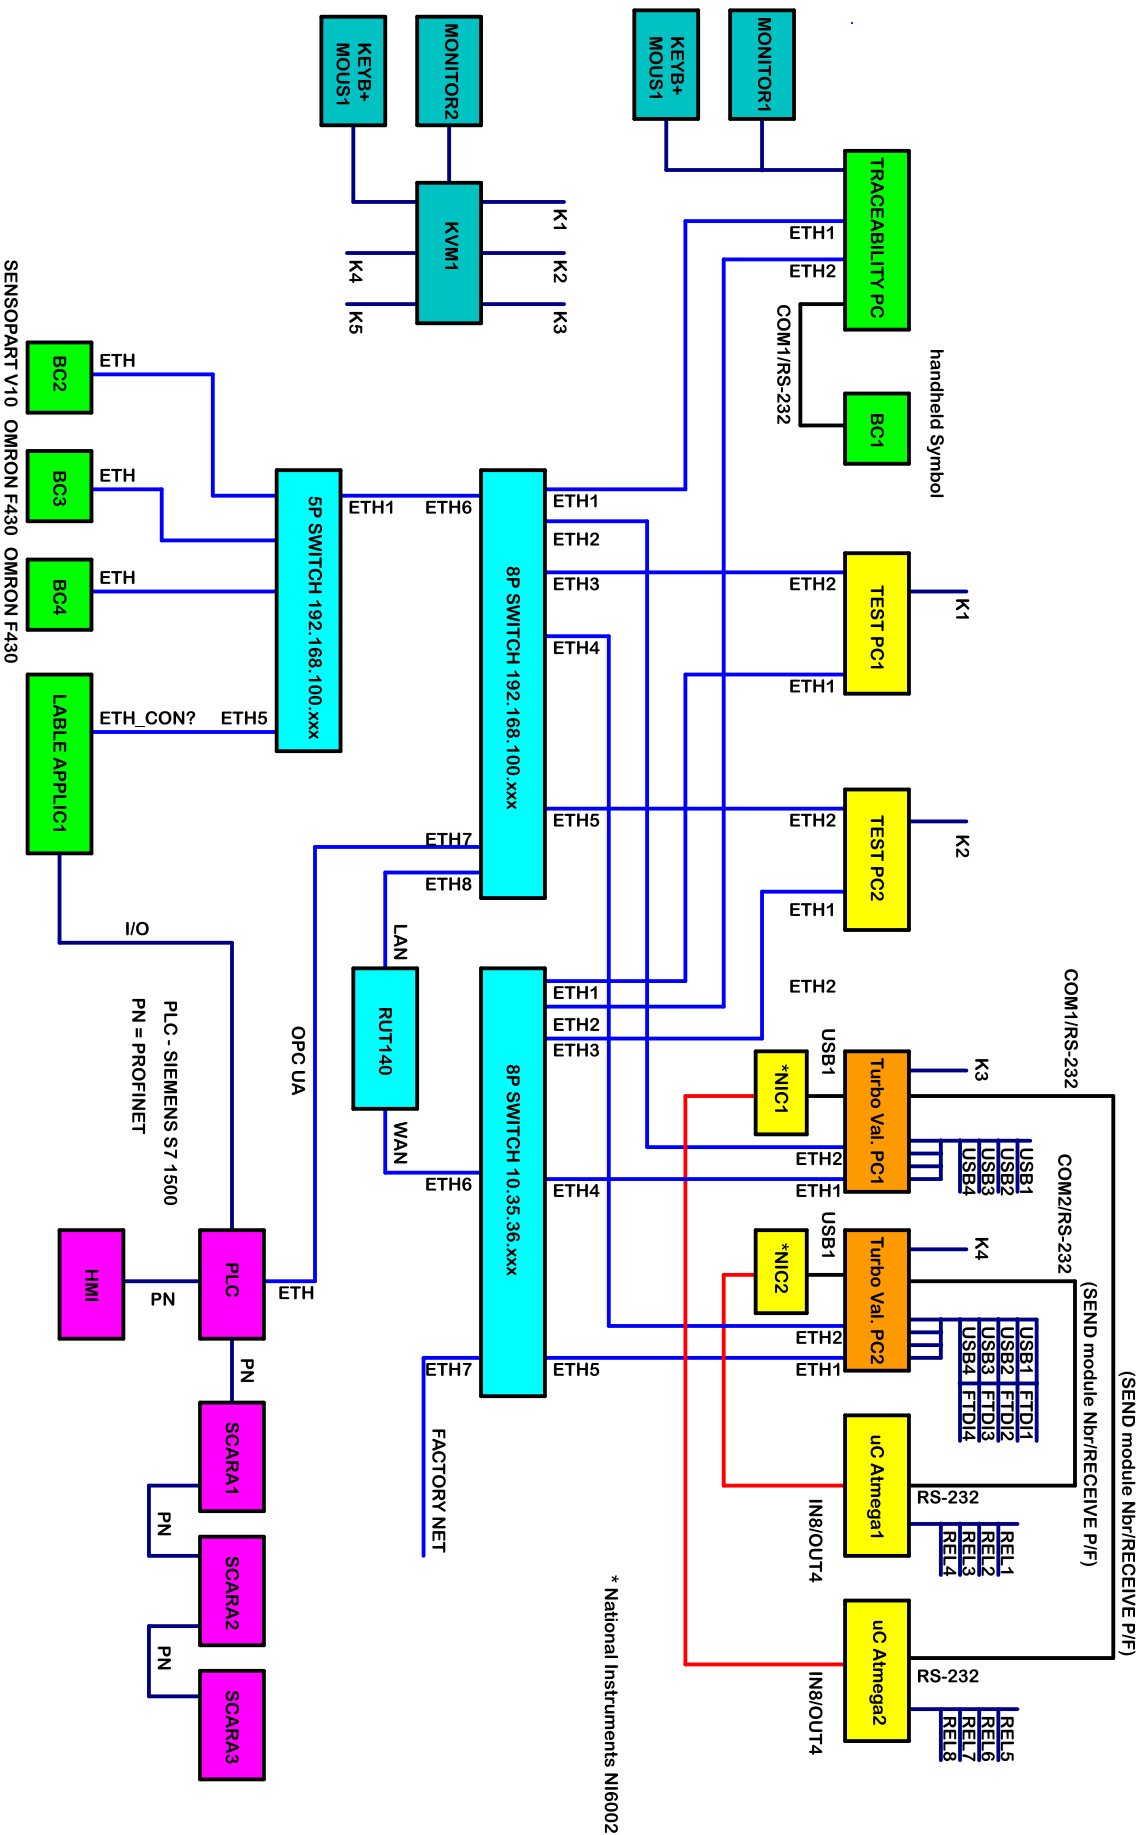 MONITOR1
KEYB+
MOUS1
MONITOR2
KEYB+
MOUS1
TRACEABILITY PC
ETH1
ETH2
COM1/RS-232
handheld Symbol
BC1
KVM1
K1
K2
K3
K4
K5
TEST PC1
K1
ETH2
ETH1
TEST PC2
K2
ETH2
ETH1
ETH2
COM1/RS-232
COM2/RS-232
(SEND module Nbr/RECEIVE P/F)
(SEND module Nbr/RECEIVE P/F)
Turbo Val. PC1
K3
USB1
USB2
USB3
USB4
USB1
*NIC1
ETH2
ETH1
Turbo Val. PC2
K4
USB1 FTDI1
USB2 FTDI2
USB3 FTDI3
USB4 FTDI4
USB1
*NIC2
ETH2
ETH1
uC Atmega1
RS-232
IN8/OUT4
REL1
REL2
REL3
REL4
uC Atmega2
RS-232
IN8/OUT4
REL5
REL6
REL7
REL8
* National Instruments NI6002
8P SWITCH 192.168.100.xxx
ETH1
ETH2
ETH3
ETH4
ETH5
ETH6
ETH7
ETH8
8P SWITCH 10.35.36.xxx
ETH1
ETH2
ETH3
ETH4
ETH5
ETH6
ETH7
FACTORY NET
LAN
RUT140
WAN
5P SWITCH 192.168.100.xxx
ETH1
ETH5
ETH
ETH
ETH
ETH_CON?
BC2
BC3
BC4
LABLE APPLIC1
SENSOPART V10
OMRON F430
OMRON F430
I/O
OPC UA
PLC - SIEMENS S7 1500
PN = PROFINET
PLC
ETH
PN
HMI
PN
SCARA1
PN
SCARA2
PN
SCARA3